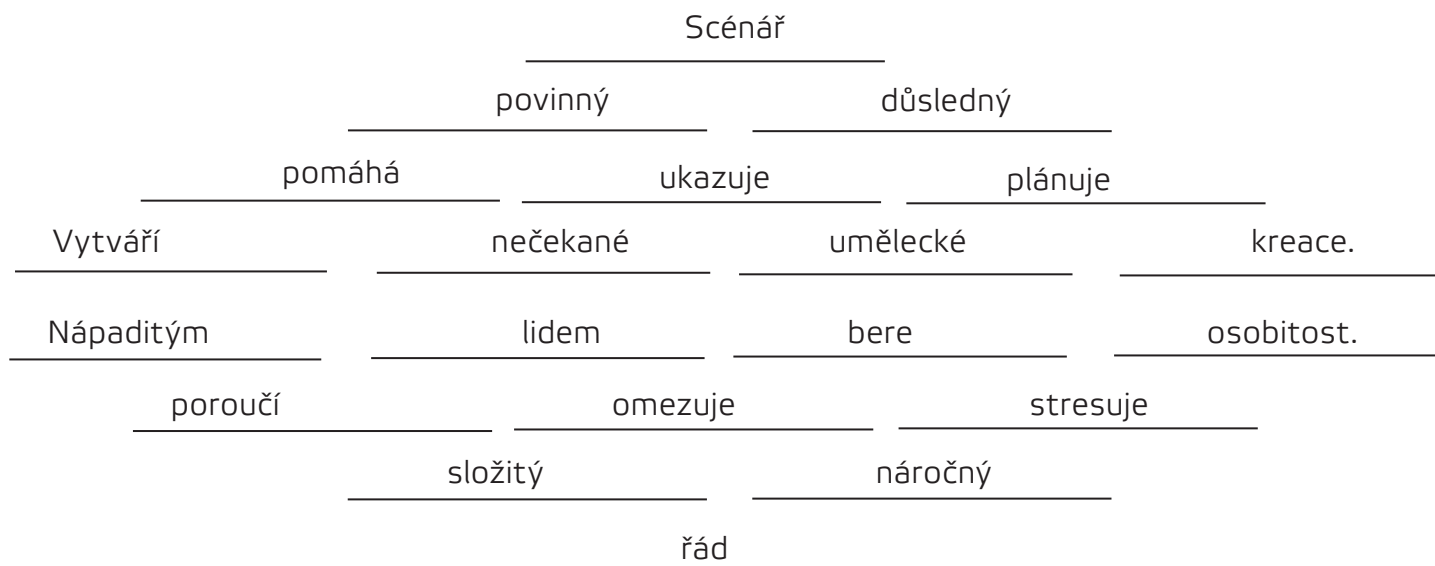 Scénář
povinný důsledný
pomáhá ukazuje plánuje
Vytváří nečekané umělecké kreace.
Nápaditým lidem bere osobitost.
poroučí omezuje stresuje
složitý náročný
řád